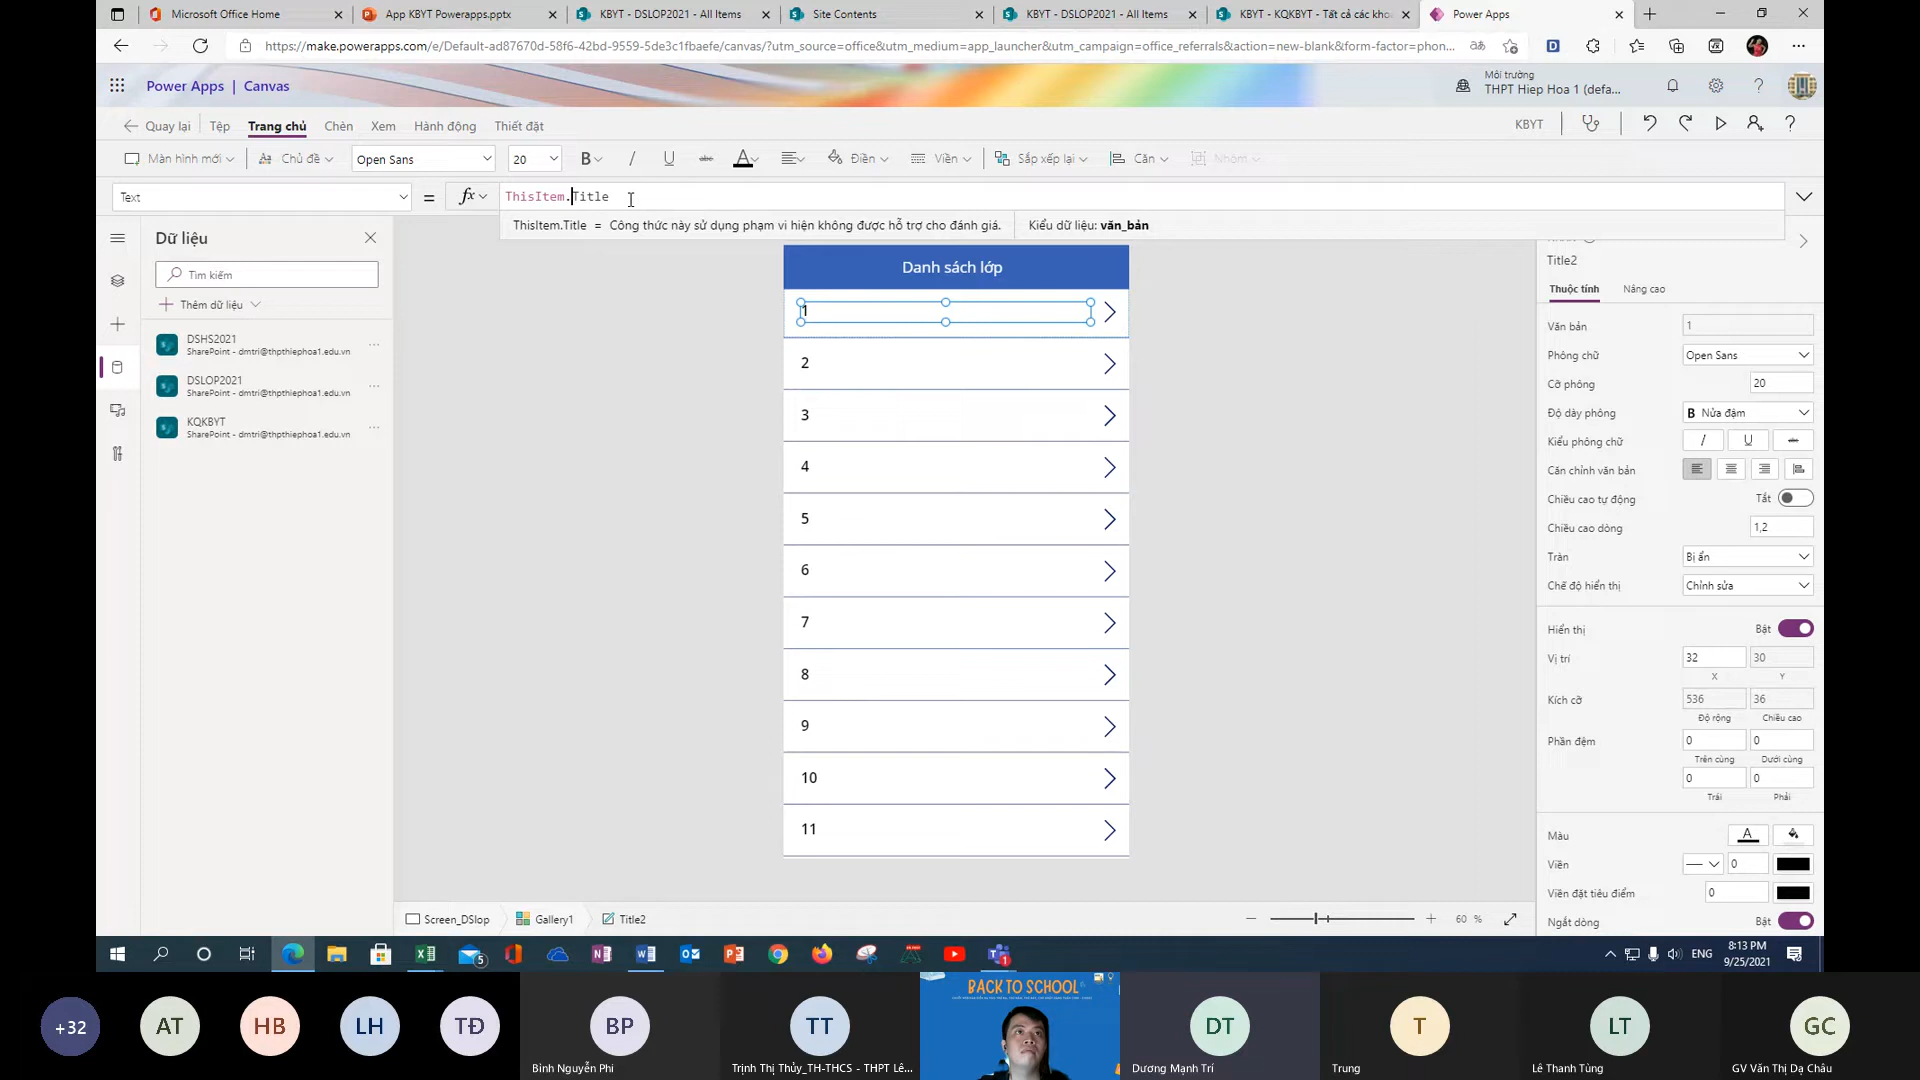 Microsoft Office Home
App KBYT Powerapps.pptx
KBYT - DSLOP2021 - All Items
Site Contents
KBYT - DSLOP2021 - All Items
KBYT - KQKBYT - Tất cả các kho
Power Apps
https://make.powerapps.com/e/Default-ad87670d-58f6-42bd-9559-5de3c1fbaefe/canvas/?utm_source=office&utm_medium=app_launcher&utm_campaign=office_referrals&action=new-blank&form-factor=phon...
Power Apps | Canvas
Môi trường
THPT Hiep Hoa 1 (defa...
Quay lại
Tệp
Trang chủ
Chèn
Xem
Hành động
Thiết đặt
KBYT
Màn hình mới
Chủ đề
Open Sans
20
B
Điền
Viền
Sắp xếp lại
Căn
Nhóm
Text
= fx
ThisItem.Title
ThisItem.Title = Công thức này sử dụng phạm vi hiện không được hỗ trợ cho đánh giá.
Kiểu dữ liệu: văn_bản
Dữ liệu
Tìm kiếm
Thêm dữ liệu
DSHS2021
SharePoint - dmtri@thpthiephoa1.edu.vn
DSLOP2021
SharePoint - dmtri@thpthiephoa1.edu.vn
KQKBYT
SharePoint - dmtri@thpthiephoa1.edu.vn
Danh sách lớp
1
2
3
4
5
6
7
8
9
10
11
Title2
Thuộc tính
Nâng cao
Văn bản
1
Phông chữ
Open Sans
Cỡ phông
20
Độ dày phông
B Nửa đậm
Kiểu phông chữ
Căn chỉnh văn bản
Chiều cao tự động
Tắt
Chiều cao dòng
1,2
Tràn
Bị ẩn
Chế độ hiển thị
Chỉnh sửa
Hiển thị
Bật
Vị trí
32
30
X
Y
Kích cỡ
536
36
Độ rộng
Chiều cao
Phần đệm
0
0
Trên cùng
Dưới cùng
0
0
Trái
Phải
Màu
Viền
0
Viền đặt tiêu điểm
0
Ngắt dòng
Bật
Screen_DSlop
Gallery1
Title2
60 %
5
1
ENG
8:13 PM
9/25/2021
+32
AT
HB
LH
TĐ
BP
Bình Nguyễn Phi
TT
Trịnh Thị Thủy_TH-THCS - THPT Lê...
BACK TO SCHOOL
DT
Dương Mạnh Trí
T
Trung
LT
Lê Thanh Tùng
GC
GV Văn Thị Dạ Châu